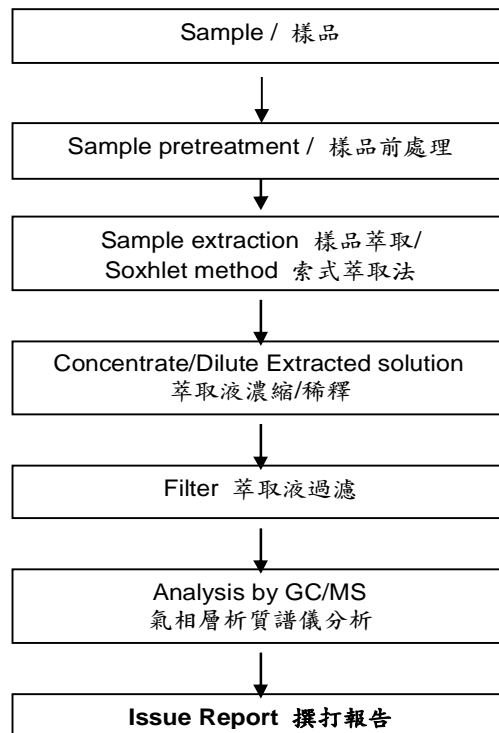 Sample / 樣品
Sample pretreatment / 樣品前處理
Sample extraction 樣品萃取/
Soxhlet method 索式萃取法
Concentrate/Dilute Extracted solution
萃取液濃縮/稀釋
Filter 萃取液過濾
Analysis by GC/MS
氣相層析質譜儀分析
Issue Report 撰打報告